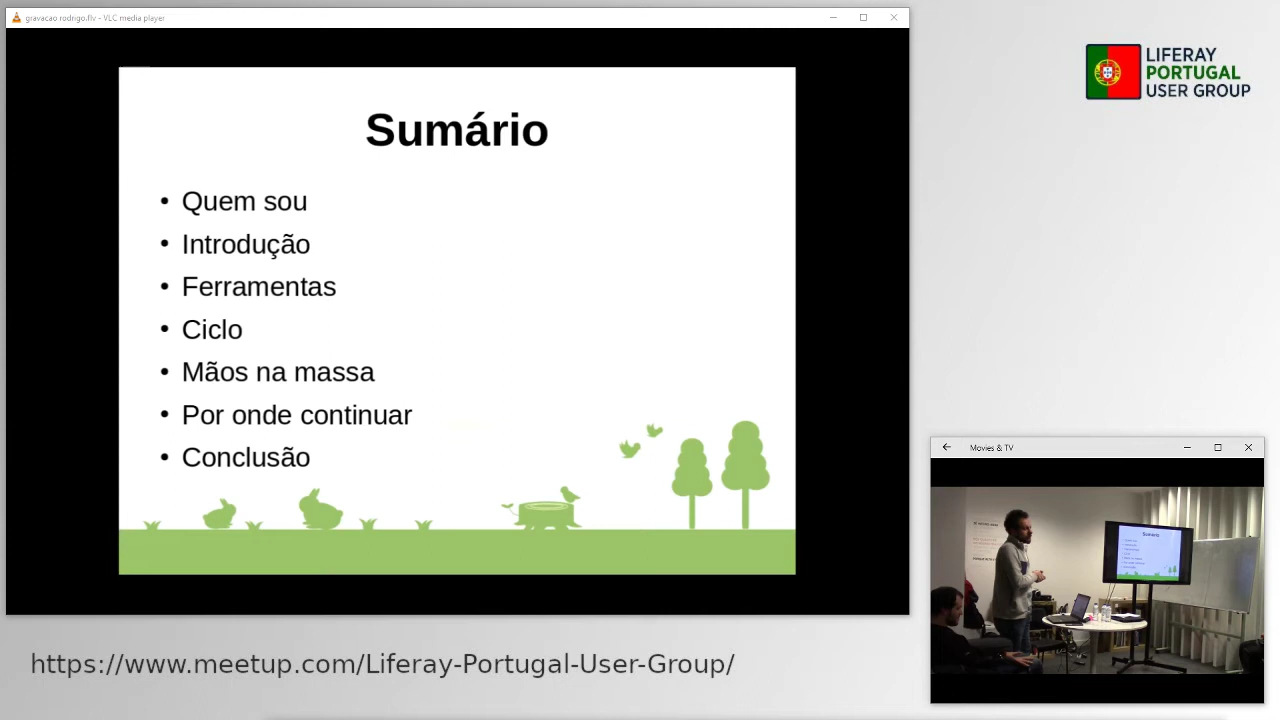 gravacao rodrigo.flv - VLC media player
LIFERAY
PORTUGAL
USER GROUP
Sumário
• Quem sou
• Introdução
• Ferramentas
• Ciclo
• Mãos na massa
• Por onde continuar
• Conclusão
Movies & TV
Sumário
https://www.meetup.com/Liferay-Portugal-User-Group/